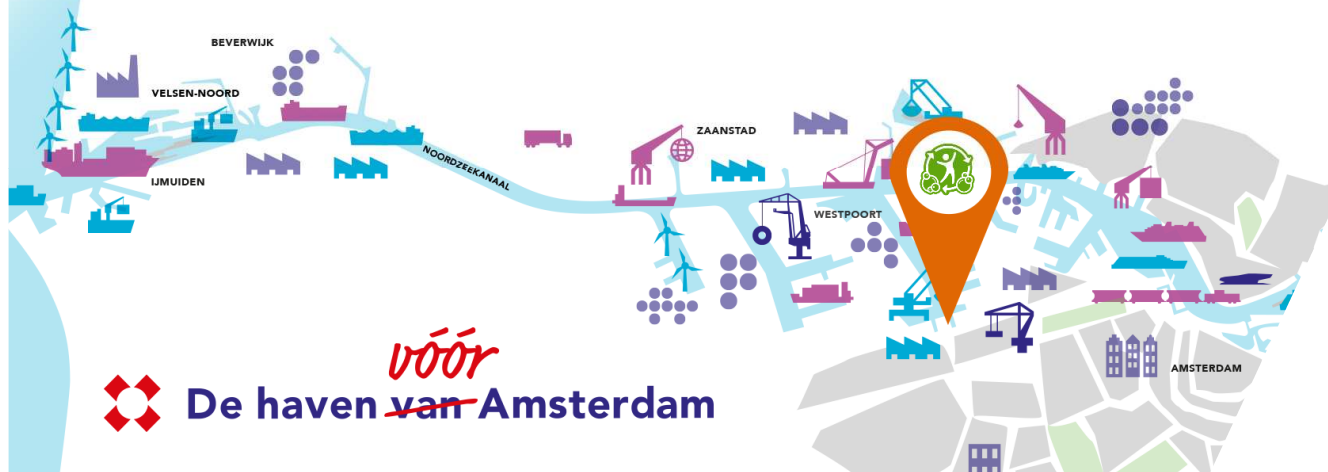 BEVERWIJK
VELSEN-NOORD
IJMUIDEN
NOORDZEEKANAAL
ZAANSTAD
WESTPOORT
AMSTERDAM
vóór
De haven van Amsterdam